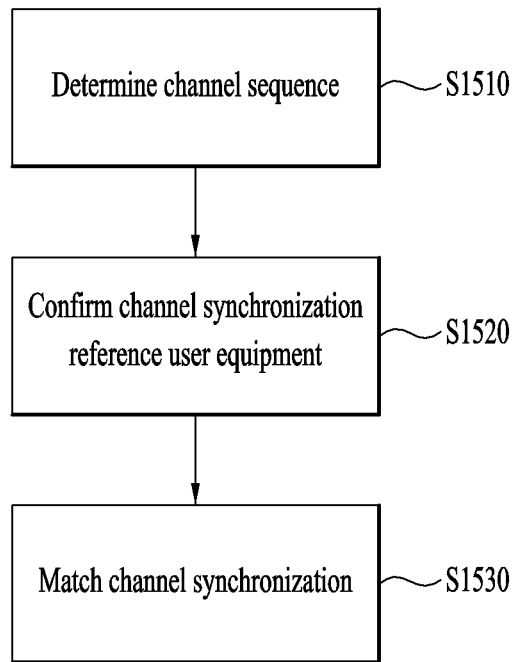 Determine channel sequence
S1510
Confirm channel synchronization
reference user equipment
S1520
Match channel synchronization
S1530